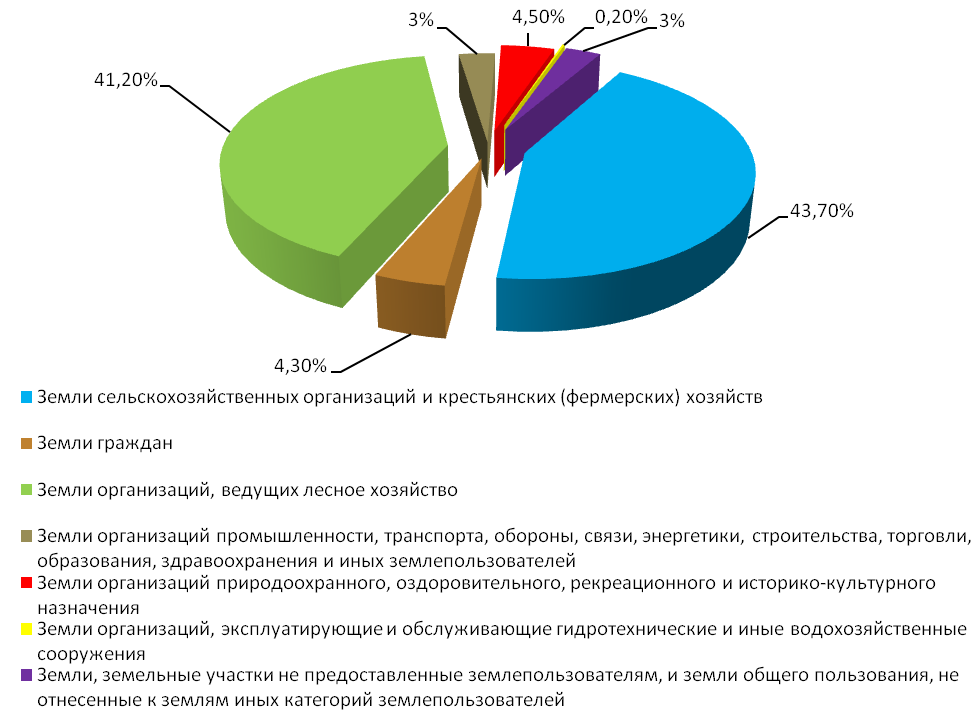 3%
4,50%
0,20%
3%
41,20%
43,70%
4,30%
Земли сельскохозяйственных организаций и крестьянских (фермерских) хозяйств
Земли граждан
Земли организаций, ведущих лесное хозяйство
Земли организаций промышленности, транспорта, обороны, связи, энергетики, строительства, торговли,
образования, здравоохранения и иных землепользователей
Земли организаций природоохранного, оздоровительного, рекреационного и историко-культурного
назначения
Земли организаций, эксплуатирующие и обслуживающие гидротехнические и иные водохозяйственные
сооружения
Земли, земельные участки не предоставленные землепользователям, и земли общего пользования, не
отнесенные к землям иных категорий землепользователей